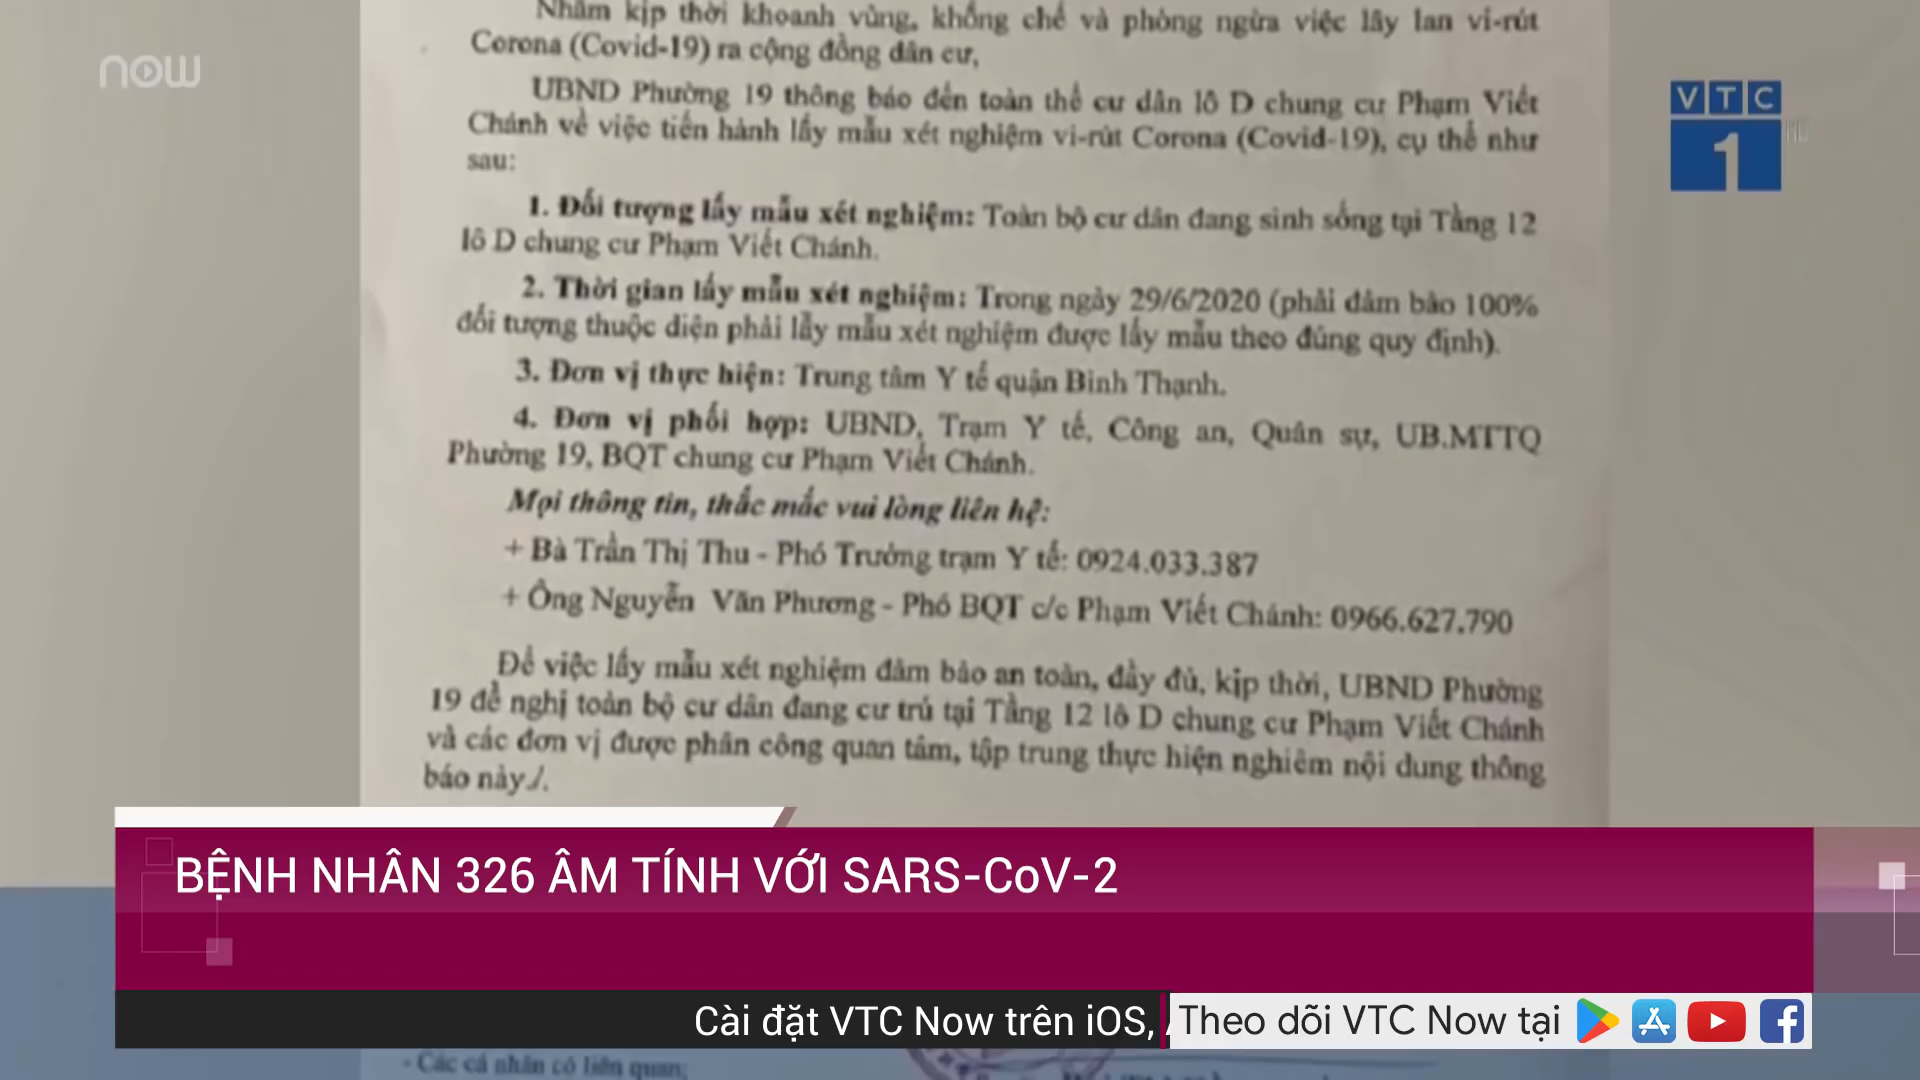 Nhằm kịp thời khoanh vùng, khống chế và phòng ngừa việc lây lan vi-rút
Corona (Covid-19) ra cộng đồng dân cư,
now
UBND Phường 19 thông báo đến toàn thể cư dân lô D chung cư Phạm Viết
Chánh về việc tiến hành lấy mẫu xét nghiệm vi-rút Corona (Covid-19), cụ thể như
sau:
VTC
1
HD
1. Đối tượng lấy mẫu xét nghiệm: Toàn bộ cư dân đang sinh sống tại Tầng 12
lô D chung cư Phạm Viết Chánh.
2. Thời gian lấy mẫu xét nghiệm: Trong ngày 29/6/2020 (phải đảm bảo 100%
đối tượng thuộc diện phải lấy mẫu xét nghiệm được lấy mẫu theo đúng quy định).
3. Đơn vị thực hiện: Trung tâm Y tế quận Bình Thạnh.
4. Đơn vị phối hợp: UBND, Trạm Y tế, Công an, Quân sự, UB.MTTQ
Phường 19, BQT chung cư Phạm Viết Chánh.
Mọi thông tin, thắc mắc vui lòng liên hệ:
+ Bà Trần Thị Thu - Phó Trưởng trạm Y tế: 0924.033.387
+ Ông Nguyễn Văn Phương - Phó BQT c/c Phạm Viết Chánh: 0966.627.790
Để việc lấy mẫu xét nghiệm đảm bảo an toàn, đầy đủ, kịp thời, UBND Phường
19 đề nghị toàn bộ cư dân đang cư trú tại Tầng 12 lô D chung cư Phạm Viết Chánh
và các đơn vị được phân công quan tâm, tập trung thực hiện nghiêm nội dung thông
báo này./.
BỆNH NHÂN 326 ÂM TÍNH VỚI SARS-CoV-2
Cài đặt VTC Now trên iOS,
Theo dõi VTC Now tại
- Các cá nhân có liên quan;